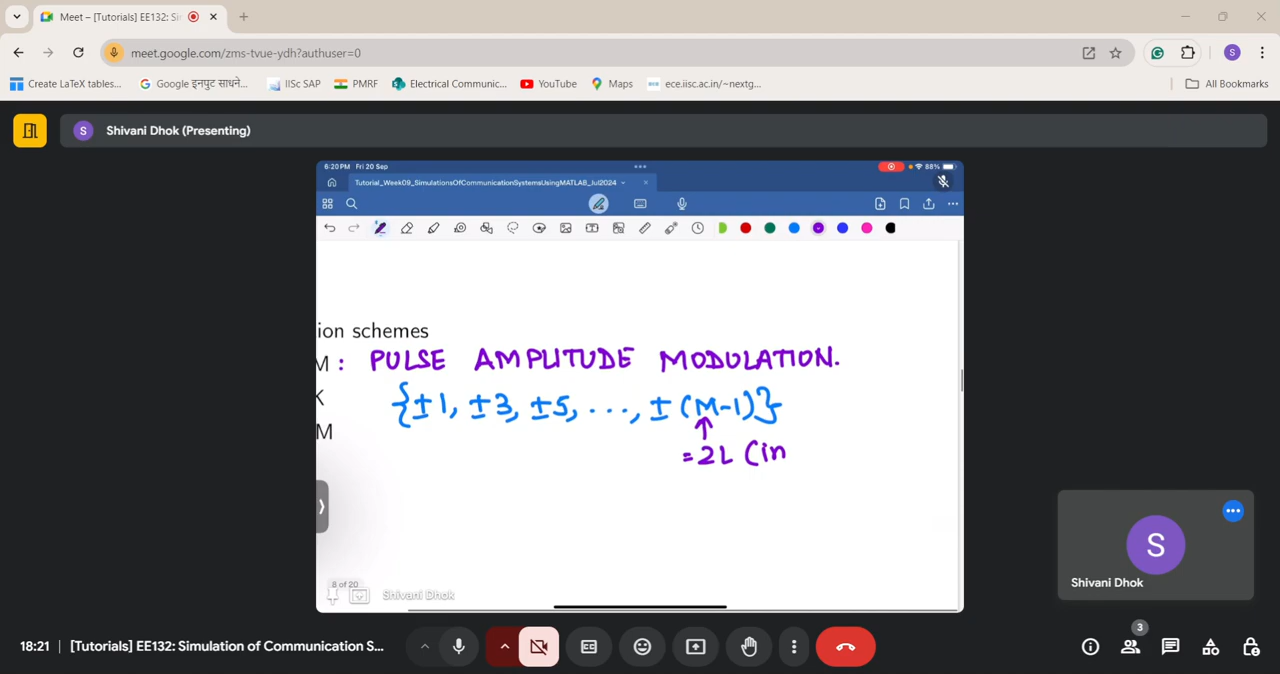 Meet – [Tutorials] EE132: Si
meet.google.com/zms-tvue-ydh?authuser=0
Create LaTeX tables... Google इनपुट साधने... IISc SAP PMRF Electrical Communic... YouTube Maps ece.iisc.ac.in/~nextg... All Bookmarks
S Shivani Dhok (Presenting)
6:20 PM Fri 20 Sep 88%
Tutorial_Week09_SimulationsOfCommunicationSystemsUsingMATLAB_Jul2024
ion schemes
M : PULSE AMPLITUDE MODULATION.
K {±1, ±3, ±5, ..., ±(M-1)}
M
= 2L (in
8 of 20
Shivani Dhok
S
Shivani Dhok
3
18:21 | [Tutorials] EE132: Simulation of Communication S...